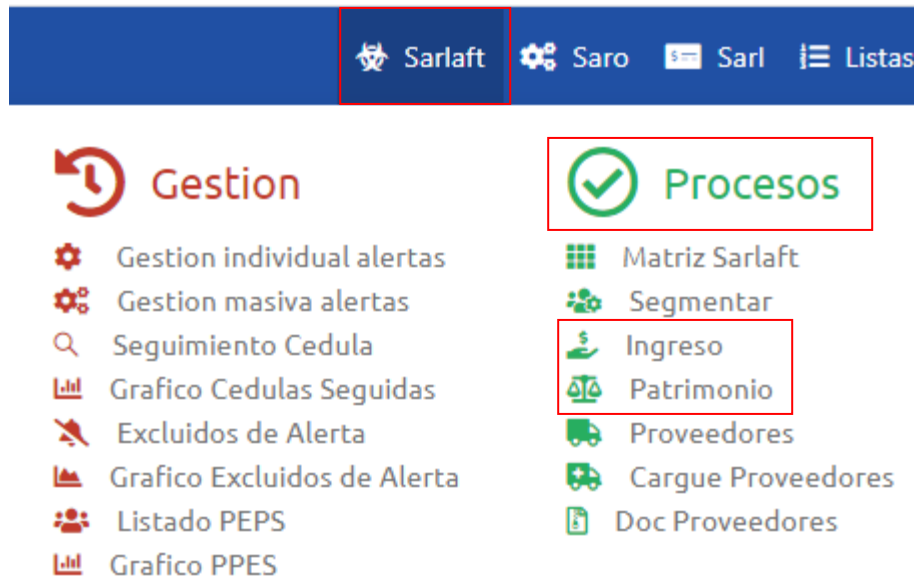 Sarlaft Saro Sarl Listas
Gestion
Gestion individual alertas
Gestion masiva alertas
Seguimiento Cedula
Grafico Cedulas Seguidas
Excluidos de Alerta
Grafico Excluidos de Alerta
Listado PEPS
Grafico PPES
Procesos
Matriz Sarlaft
Segmentar
Ingreso
Patrimonio
Proveedores
Cargue Proveedores
Doc Proveedores